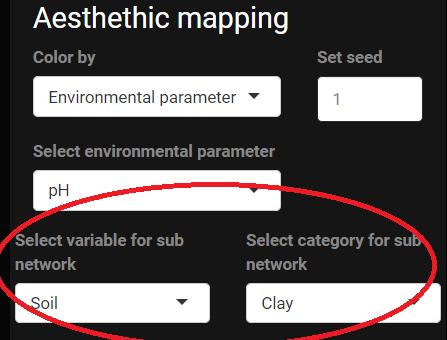 Aesthethic mapping
Color by Set seed
Environmental parameter 1
Select environmental parameter
pH
Select variable for sub network Select category for sub network
Soil Clay